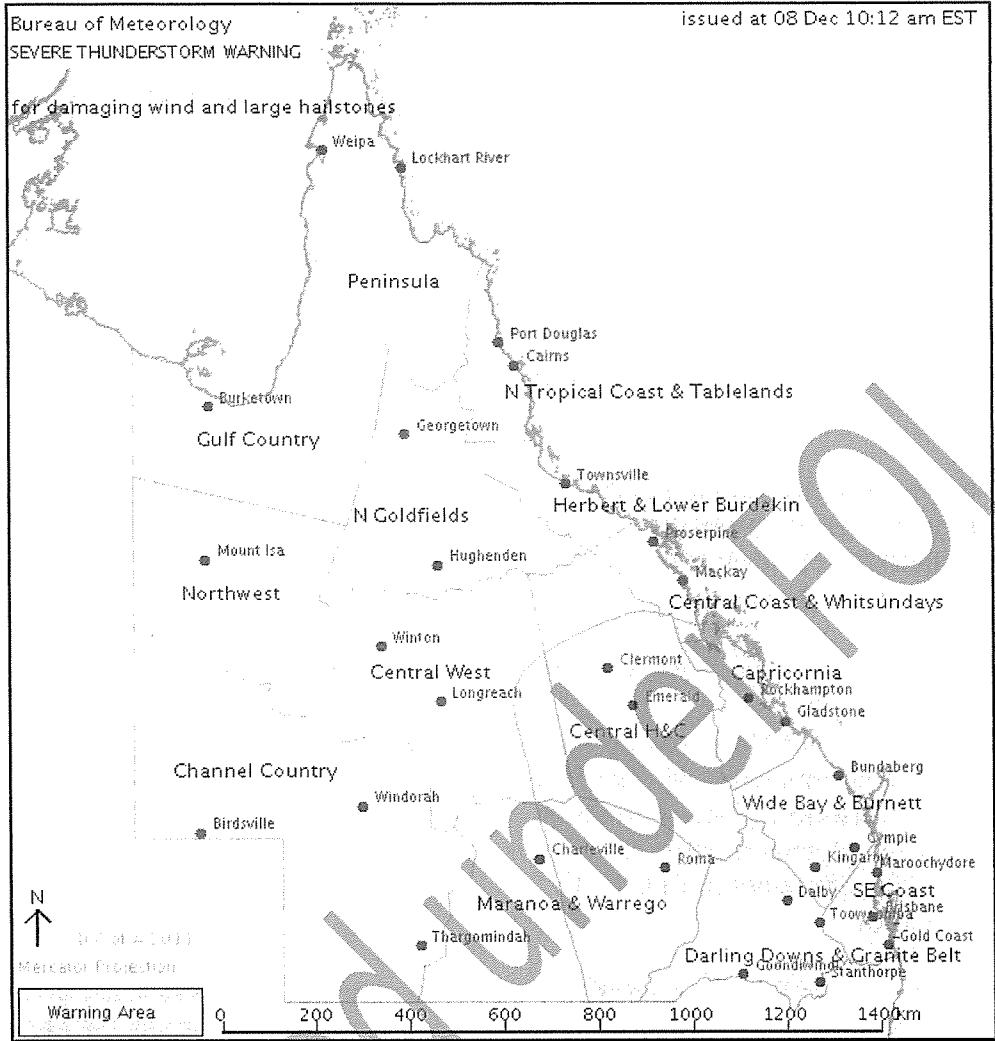 Bureau of Meteorology
issued at 08 Dec 10:12 am EST
SEVERE THUNDERSTORM WARNING
for damaging wind and large hailstones
Weipa
Lockhart River
Peninsula
Port Douglas
Cairns
N Tropical Coast & Tablelands
Burketown
Georgetown
Gulf Country
Townsville
Herbert & Lower Burdekin
N Goldfields
Proserpine
Mount Isa
Hughenden
Mackay
Northwest
Central Coast & Whitsundays
Winton
Clermont
Central West
Capricornia
Longreach
Rockhampton
Emerald
Gladstone
Central H&C
Channel Country
Bundaberg
Windorah
Wide Bay & Burnett
Birdsville
Gympie
Charleville
Roma
Kingaroy
Maroochydore
Dalby
SE Coast
Maranoa & Warrego
Brisbane
Toowoomba
N
Thargomindah
Gold Coast
Darling Downs & Granite Belt
Goondiwindi
Stanthorpe
Mercator Projection
Warning Area
0 200 400 600 800 1000 1200 1400km
d under FOI